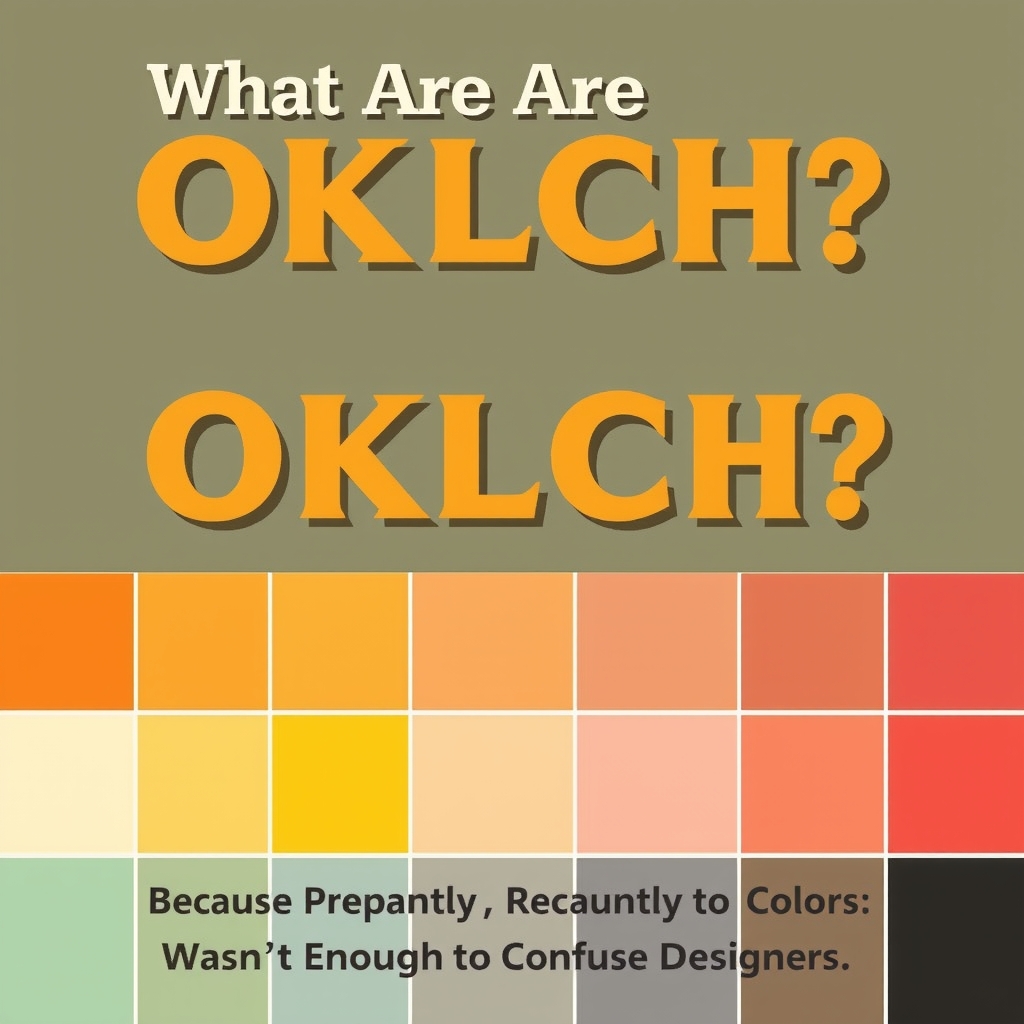 What Are Are
OKLCH?
OKLCH?
Because Prepantly, Recauntly to Colors:
Wasn't Enough to Confuse Designers.